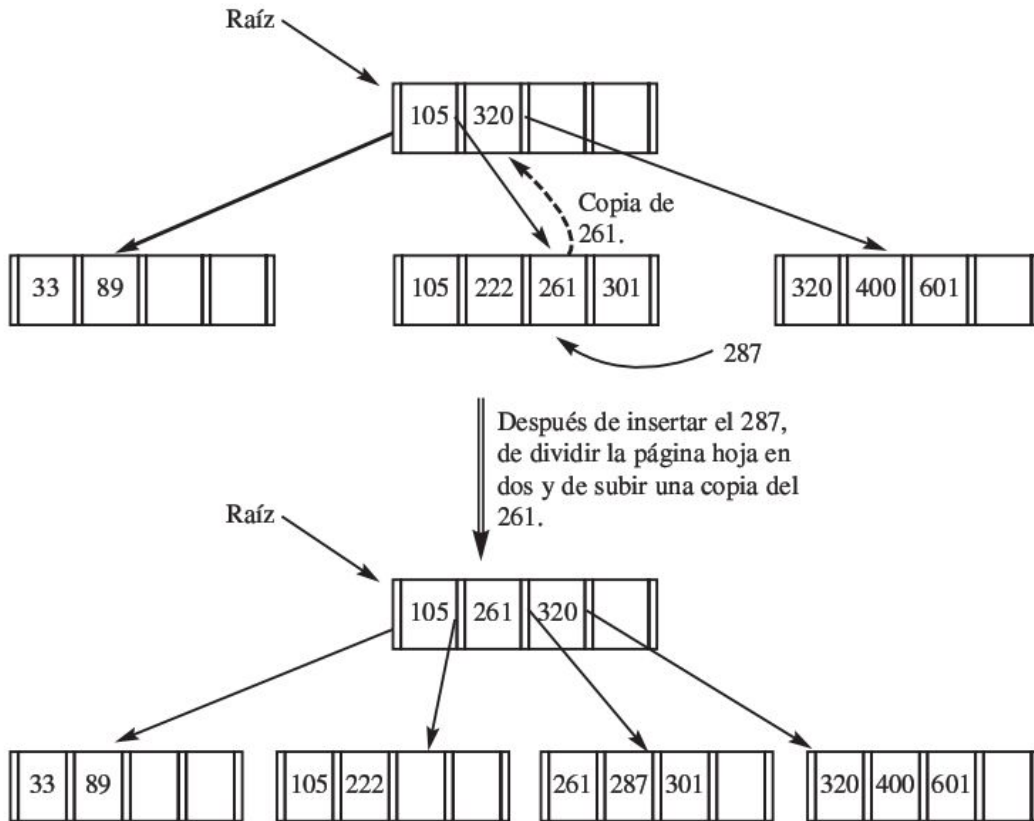 Raíz
105 320
Copia de
261.
33 89
105 222 261 301
320 400 601
287
Después de insertar el 287,
de dividir la página hoja en
dos y de subir una copia del
261.
Raíz
105 261 320
33 89
105 222
261 287 301
320 400 601